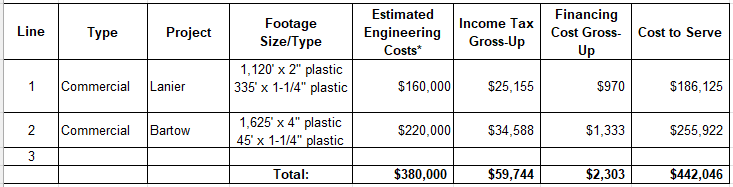 Line Type Project Footage Size/Type Estimated Engineering Costs* Income Tax Gross-Up Financing Cost Gross-Up Cost to Serve
1 Commercial Lanier 1,120' x 2" plastic 335' x 1-1/4" plastic $160,000 $25,155 $970 $186,125
2 Commercial Bartow 1,625' x 4" plastic 45' x 1-1/4" plastic $220,000 $34,588 $1,333 $255,922
3
Total: $380,000 $59,744 $2,303 $442,046